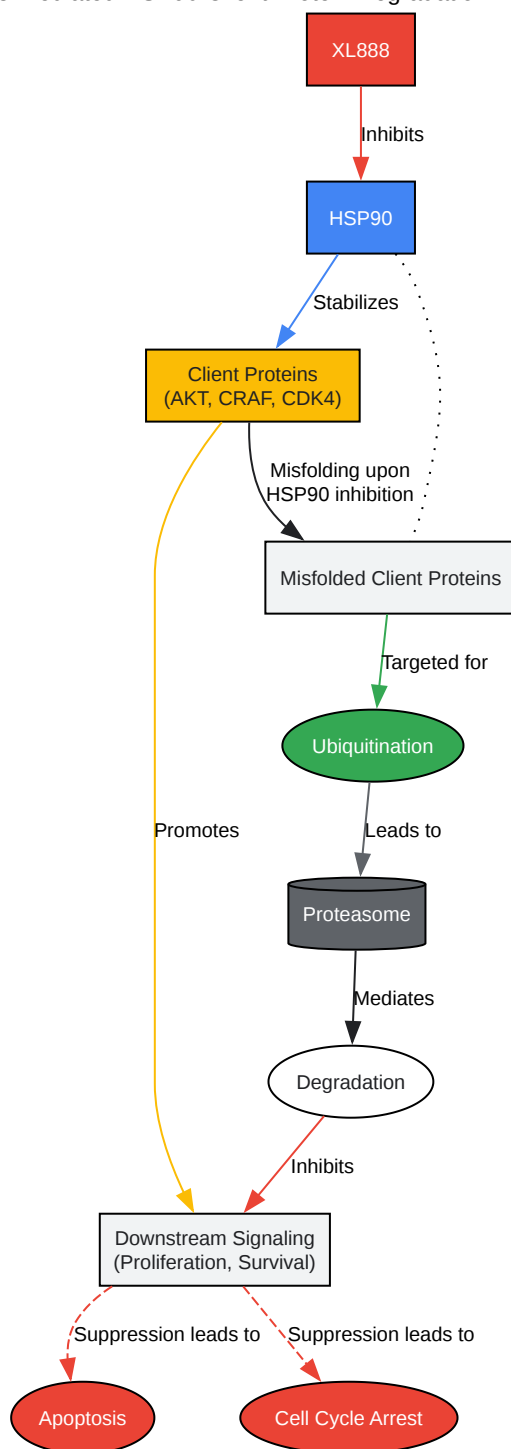 XL888
Inhibits
HSP90
Stabilizes
Client Proteins
(AKT, CRAF, CDK4)
Misfolding upon
HSP90 inhibition
Misfolded Client Proteins
Targeted for
Ubiquitination
Promotes
Leads to
Proteasome
Mediates
Degradation
Inhibits
Downstream Signaling
(Proliferation, Survival)
Suppression leads to
Suppression leads to
Apoptosis
Cell Cycle Arrest